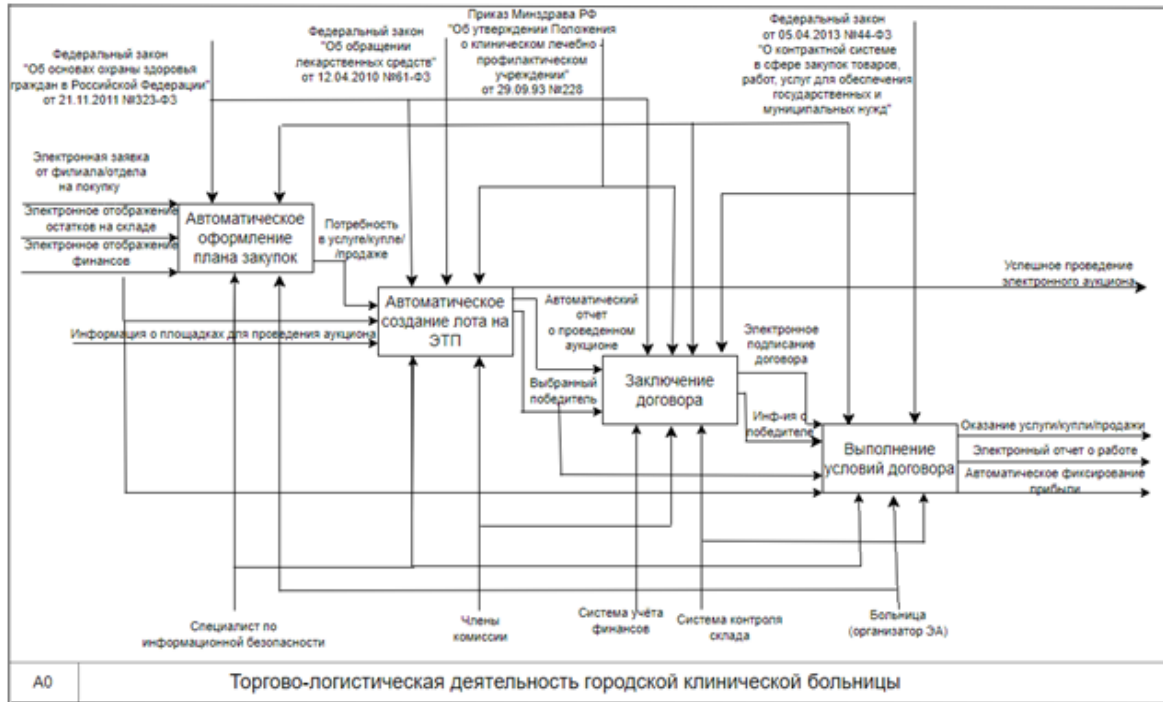 Федеральный закон
"Об основах охраны здоровья
граждан в Российской Федерации"
от 21.11.2011 №323-ФЗ
Федеральный закон
"Об обращении
лекарственных средств"
от 12.04.2010 №61-ФЗ
Приказ Минздрава РФ
"Об утверждении Положения
о клиническом лечебно -
профилактическом
учреждении"
от 29.09.93 №228
Федеральный закон
от 05.04.2013 №44-ФЗ
"О контрактной системе
в сфере закупок товаров,
работ, услуг для обеспечения
государственных и
муниципальных нужд"
Электронная заявка
от филиала/отдела
на покупку
Электронное отображение
остатков на складе
Электронное отображение
финансов
Автоматическое
оформление
плана закупок
Потребность
в услуге/купле/
/продаже
Информация о площадках для проведения аукциона
Автоматическое
создание лота на
ЭТП
Успешное проведение
электронного аукциона
Автоматический
отчет
о проведенном
аукционе
Выбранный
победитель
Заключение
договора
Электронное
подписание
договора
Инф-ия о
победителе
Выполнение
условий договора
Оказание услуги/купли/продажи
Электронный отчет о работе
Автоматическое фиксирование
прибыли
Специалист по
информационной безопасности
Члены
комиссии
Система учёта
финансов
Система контроля
склада
Больница
(организатор ЭА)
А0
Торгово-логистическая деятельность городской клинической больницы